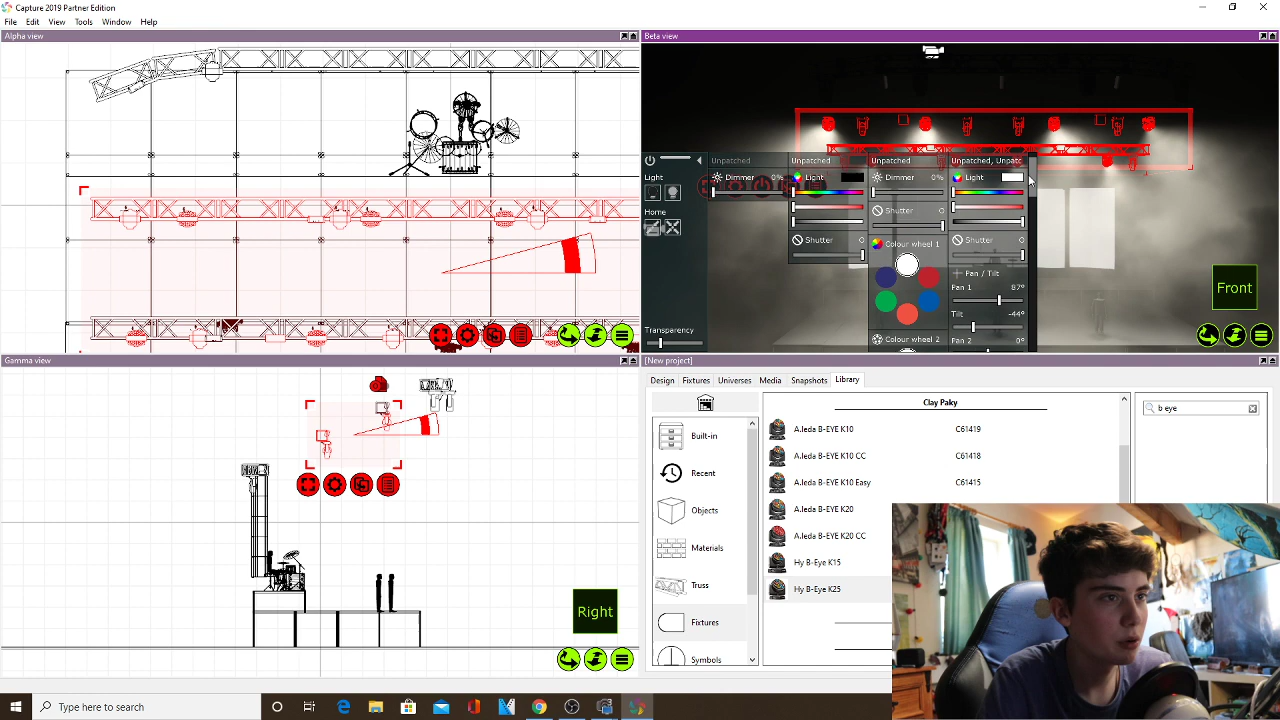 Capture 2019 Partner Edition
File Edit View Tools Window Help
Alpha view
Beta view
Unpatched
Unpatched
Unpatched
Unpatched, Unpatc
Light
Dimmer 0%
Light
Dimmer 0%
Light
Shutter
Shutter
Shutter
Home
Colour wheel 1
Pan / Tilt
Pan 1 87°
Tilt -44°
Transparency
Colour wheel 2
Pan 2 0°
Front
Gamma view
Right
[New project]
Design Fixtures Universes Media Snapshots Library
Built-in
Recent
Objects
Materials
Truss
Fixtures
Symbols
Clay Paky
A.leda B-EYE K10 C61419
A.leda B-EYE K10 CC C61418
A.leda B-EYE K10 Easy C61415
A.leda B-EYE K20
A.leda B-EYE K20 CC
Hy B-Eye K15
Hy B-Eye K25
b eye
Type here to search